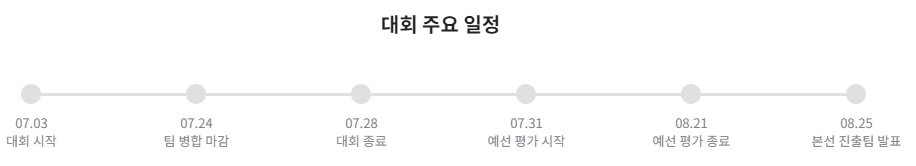 대회 주요 일정
07.03
대회 시작
07.24
팀 병합 마감
07.28
대회 종료
07.31
예선 평가 시작
08.21
예선 평가 종료
08.25
본선 진출팀 발표